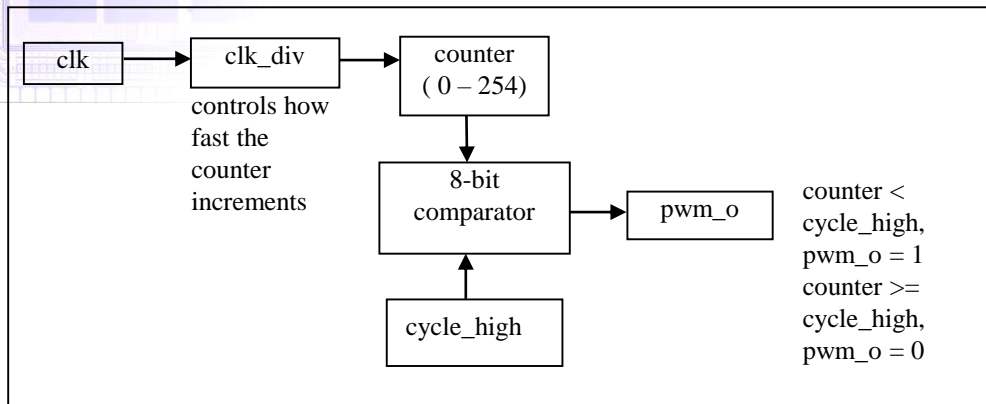 clk
clk_div
counter
( 0 – 254)
controls how
fast the
counter
increments
8-bit
comparator
pwm_o
counter <
cycle_high,
pwm_o = 1
counter >=
cycle_high,
pwm_o = 0
cycle_high